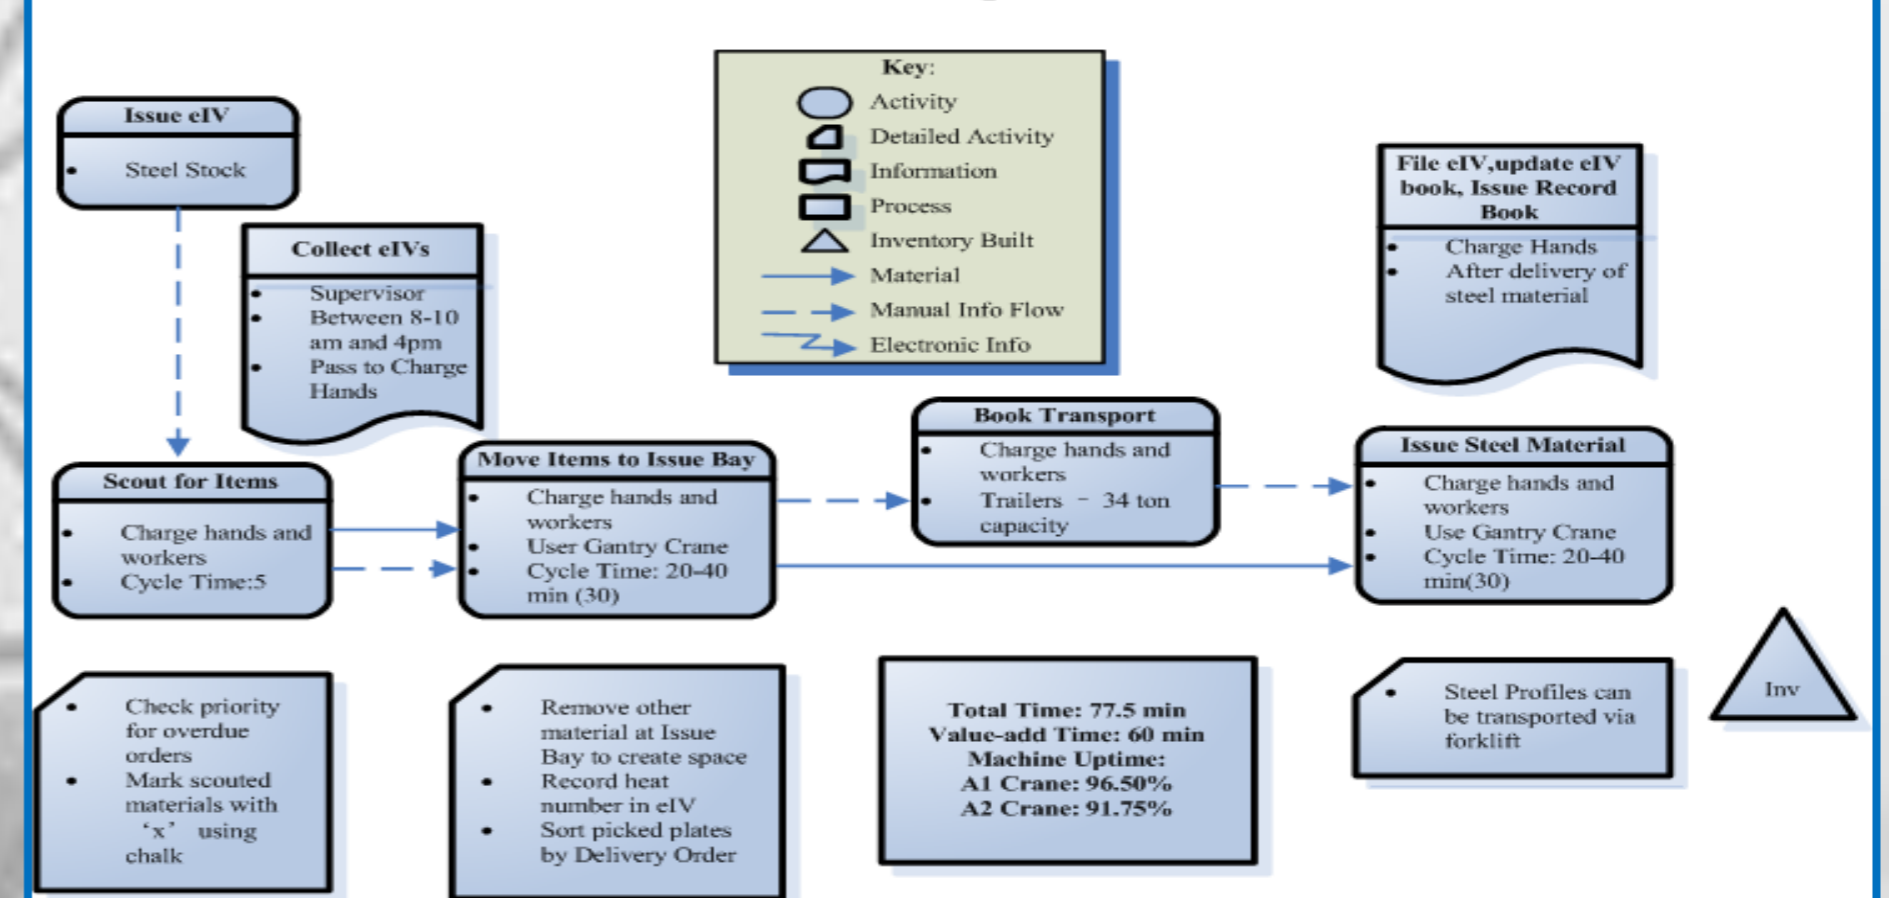 Key:
Activity
Detailed Activity
Information
Process
Inventory Built
Material
Manual Info Flow
Electronic Info
Issue eIV
• Steel Stock
Collect eIVs
• Supervisor
• Between 8-10
am and 4pm
• Pass to Charge
Hands
File eIV,update eIV
book, Issue Record
Book
• Charge Hands
• After delivery of
steel material
Scout for Items
• Charge hands and
workers
• Cycle Time:5
Move Items to Issue Bay
• Charge hands and
workers
• User Gantry Crane
• Cycle Time: 20-40
min (30)
Book Transport
• Charge hands and
workers
• Trailers – 34 ton
capacity
Issue Steel Material
• Charge hands and
workers
• Use Gantry Crane
• Cycle Time: 20-40
min(30)
• Check priority
for overdue
orders
• Mark scouted
materials with
‘x’ using
chalk
• Remove other
material at Issue
Bay to create space
• Record heat
number in eIV
• Sort picked plates
by Delivery Order
Total Time: 77.5 min
Value-add Time: 60 min
Machine Uptime:
A1 Crane: 96.50%
A2 Crane: 91.75%
• Steel Profiles can
be transported via
forklift
Inv